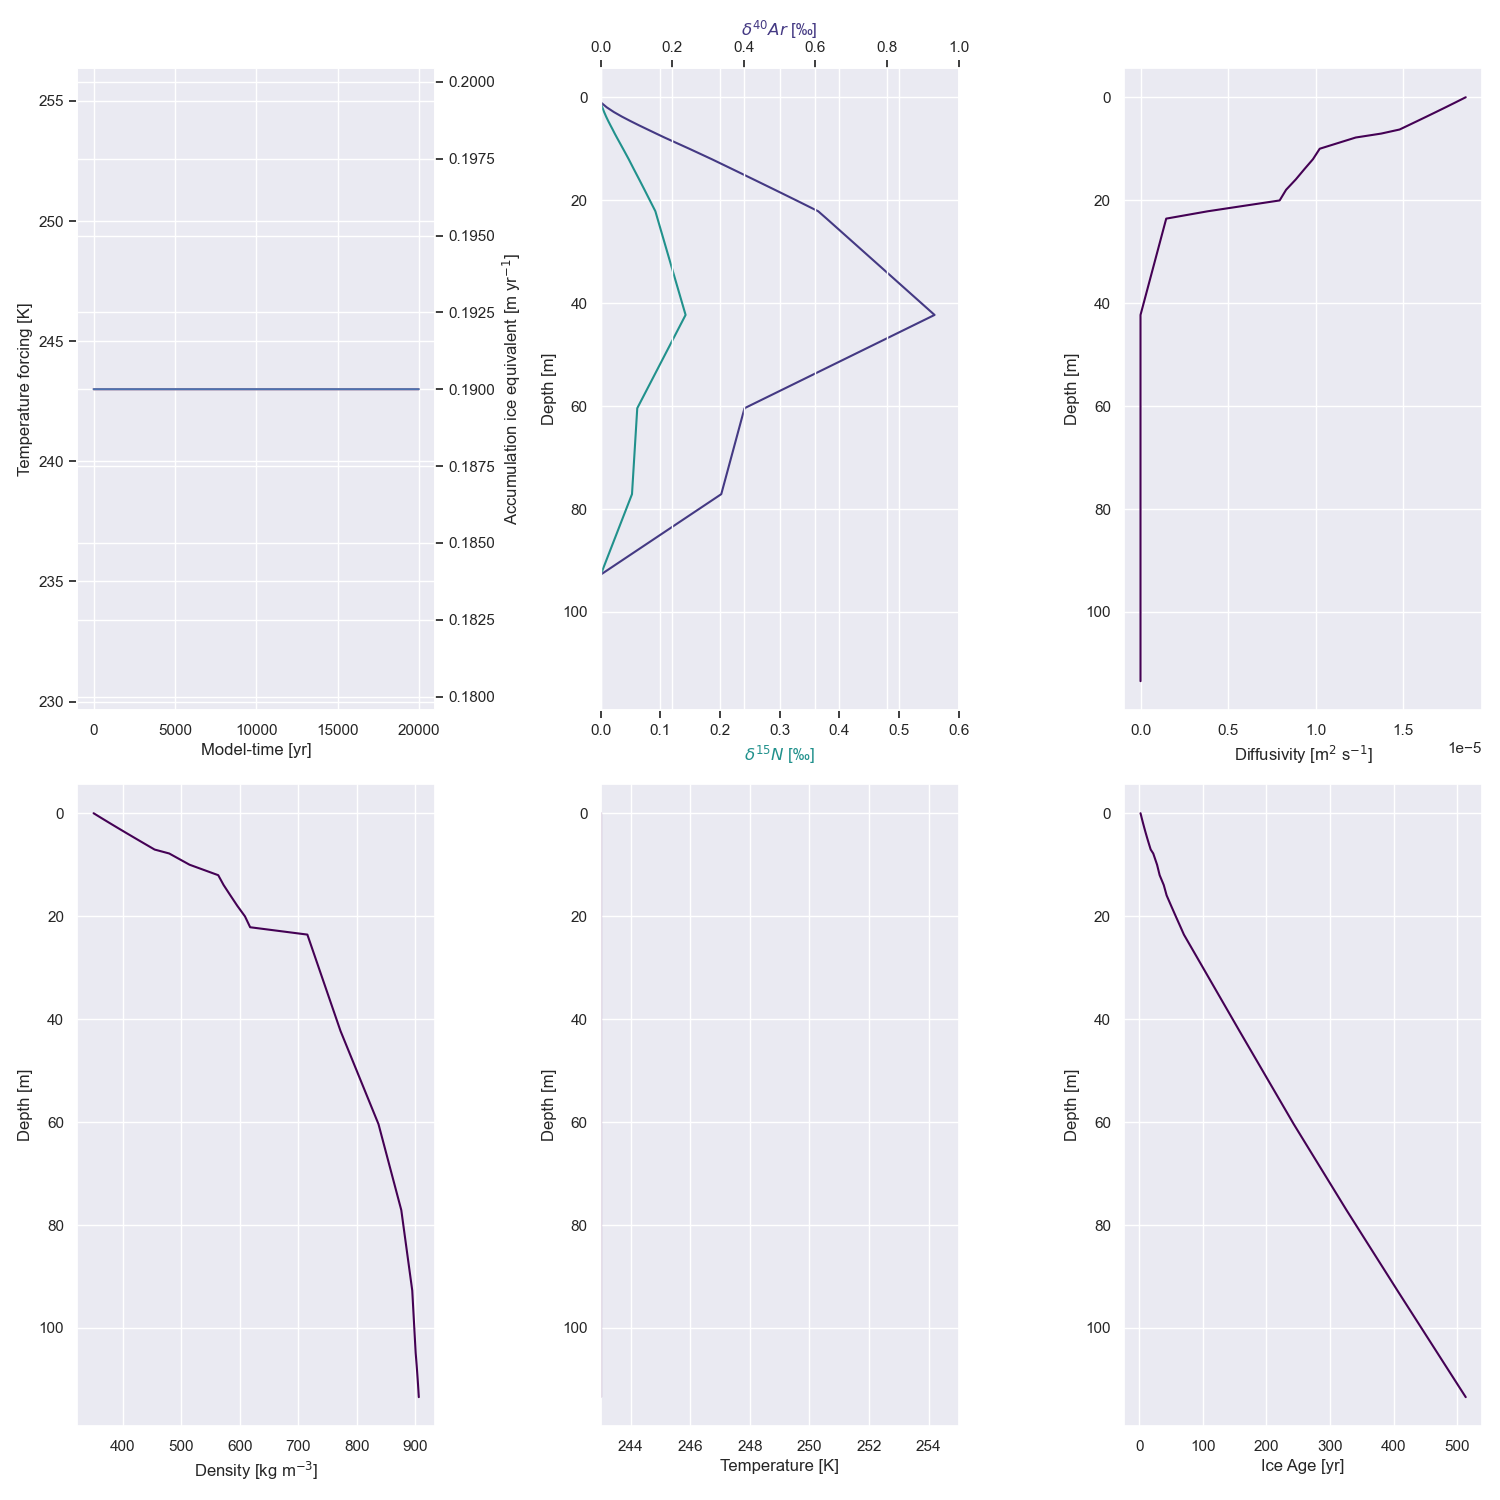 255
250
245
240
235
230
0
5000
10000
15000
20000
Temperature forcing [K]
Model-time [yr]
0.2000
0.1975
0.1950
0.1925
0.1900
0.1875
0.1850
0.1825
0.1800
Accumulation ice equivalent [m yr⁻¹]
δ⁴⁰Ar [‰]
0.0 0.2 0.4 0.6 0.8 1.0
0
20
40
60
80
100
Depth [m]
0.0 0.1 0.2 0.3 0.4 0.5 0.6
δ¹⁵N [‰]
0
20
40
60
80
100
Depth [m]
0.0 0.5 1.0 1.5
1e−5
Diffusivity [m² s⁻¹]
0
20
40
60
80
100
Depth [m]
400 500 600 700 800 900
Density [kg m⁻³]
0
20
40
60
80
100
Depth [m]
244 246 248 250 252 254
Temperature [K]
0
20
40
60
80
100
Depth [m]
0 100 200 300 400 500
Ice Age [yr]